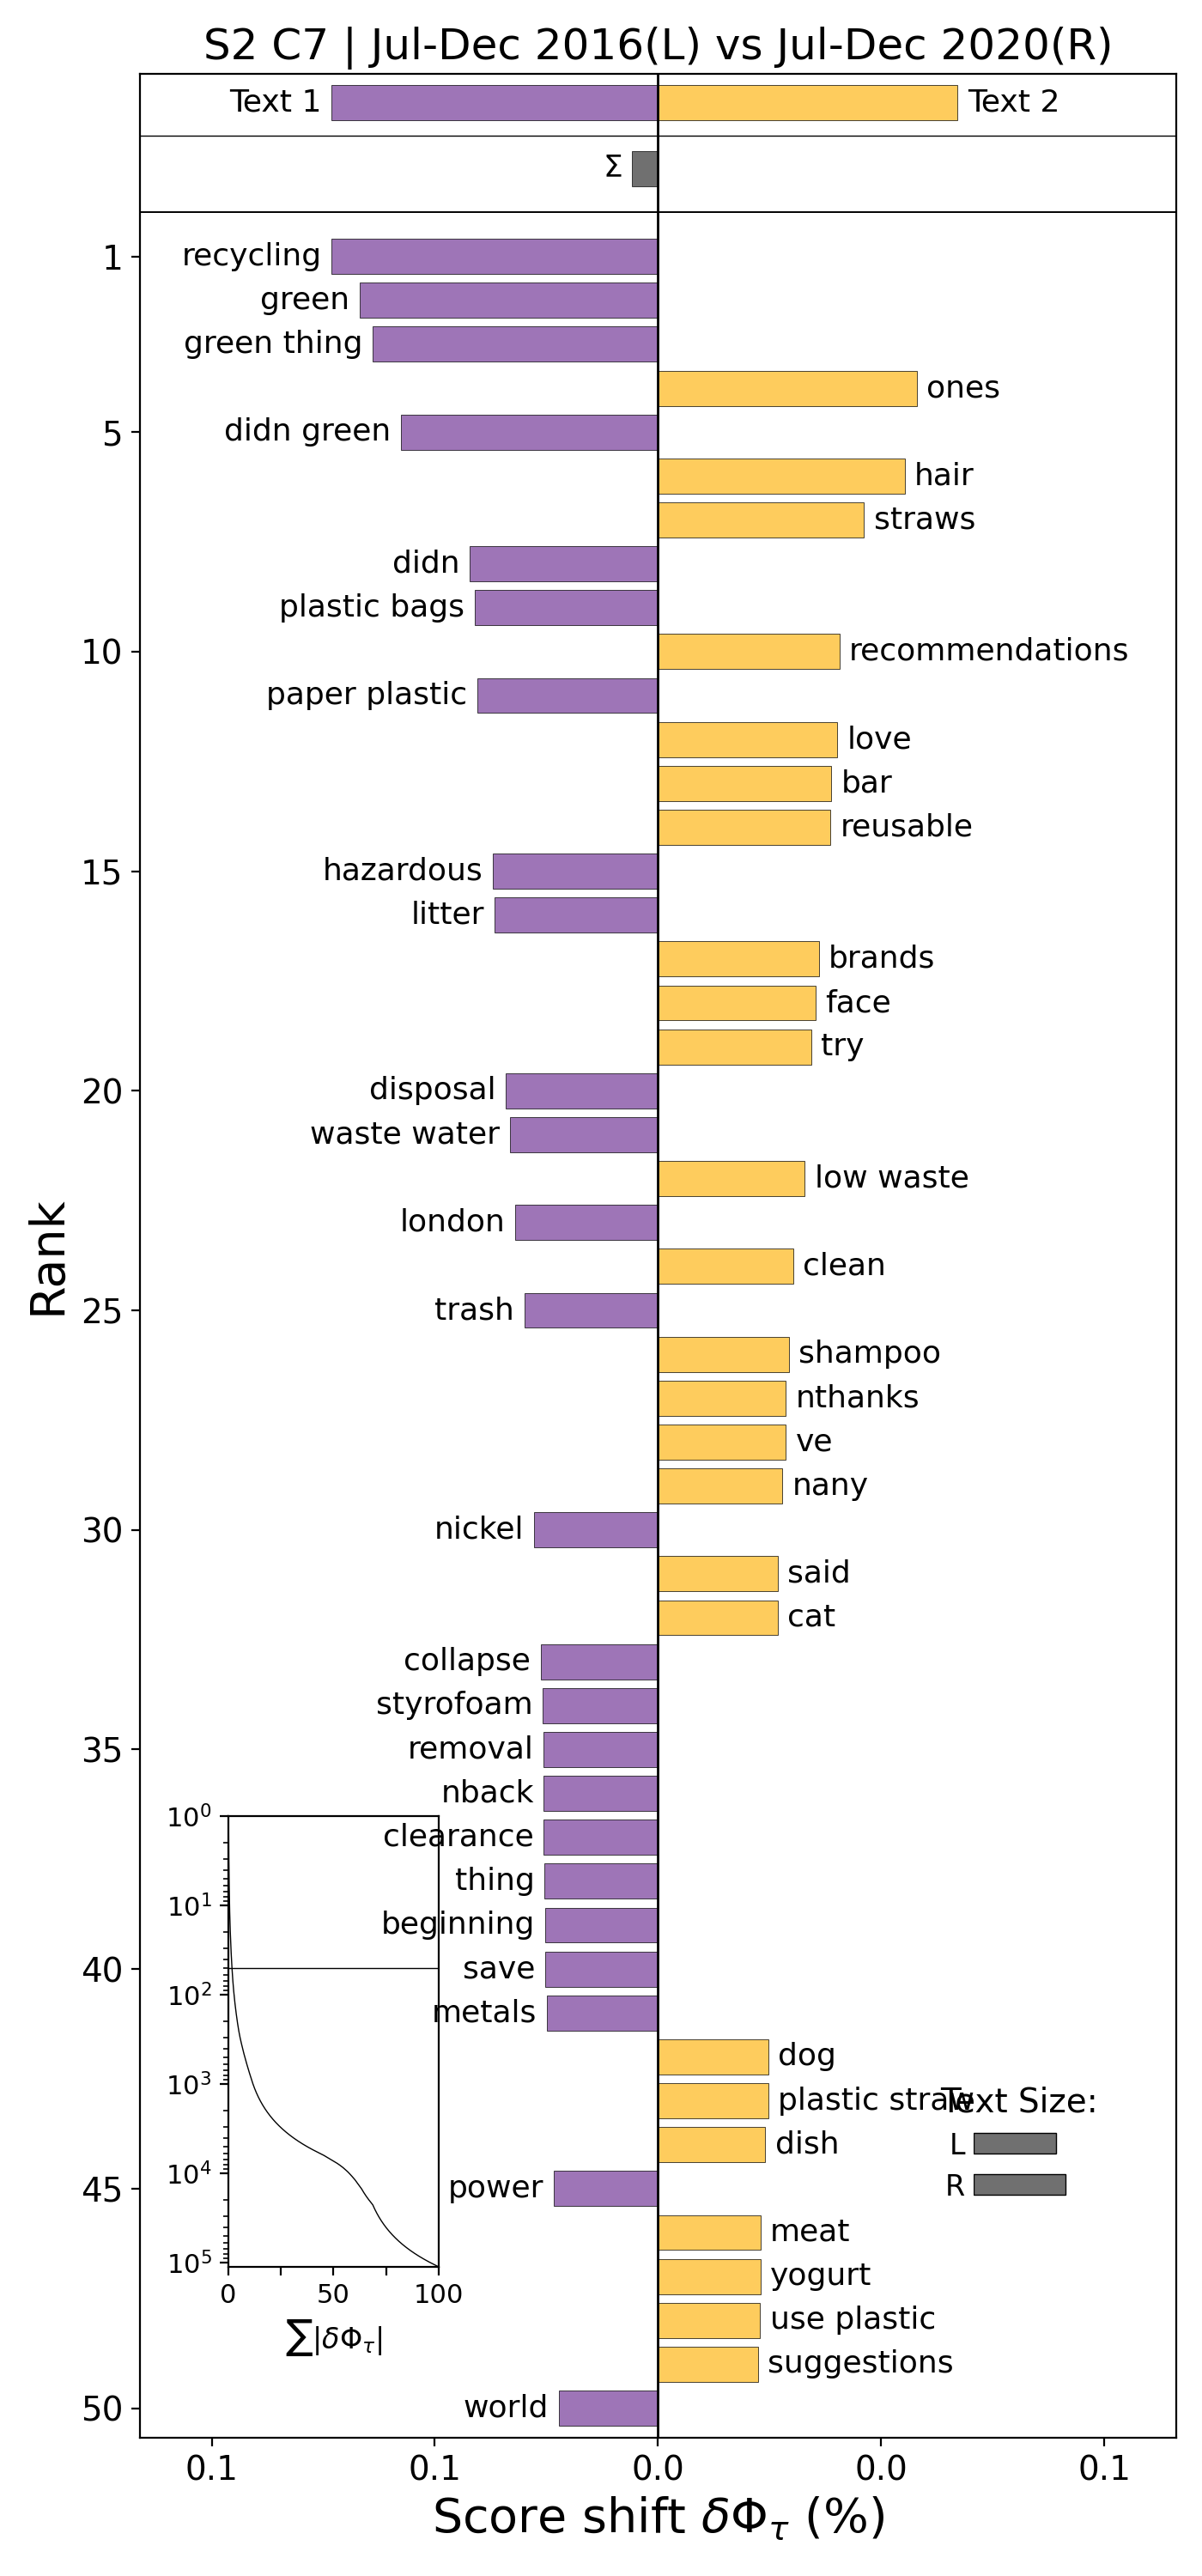 S2 C7 | Jul-Dec 2016(L) vs Jul-Dec 2020(R)
Text 1
Text 2
Σ
1
recycling
green
green thing
ones
5
didn green
hair
straws
didn
plastic bags
10
recommendations
paper plastic
love
bar
reusable
15
hazardous
litter
brands
face
try
20
disposal
waste water
low waste
london
clean
25
trash
shampoo
nthanks
ve
nany
30
nickel
said
cat
collapse
styrofoam
35
removal
nback
clearance
thing
beginning
40
save
metals
dog
plastic straw
dish
45
power
meat
yogurt
use plastic
suggestions
50
world
Rank
10⁰
10¹
10²
10³
10⁴
10⁵
0 50 100
∑|δΦ_τ|
Text Size:
L
R
0.1 0.1 0.0 0.0 0.1
Score shift δΦ_τ (%)